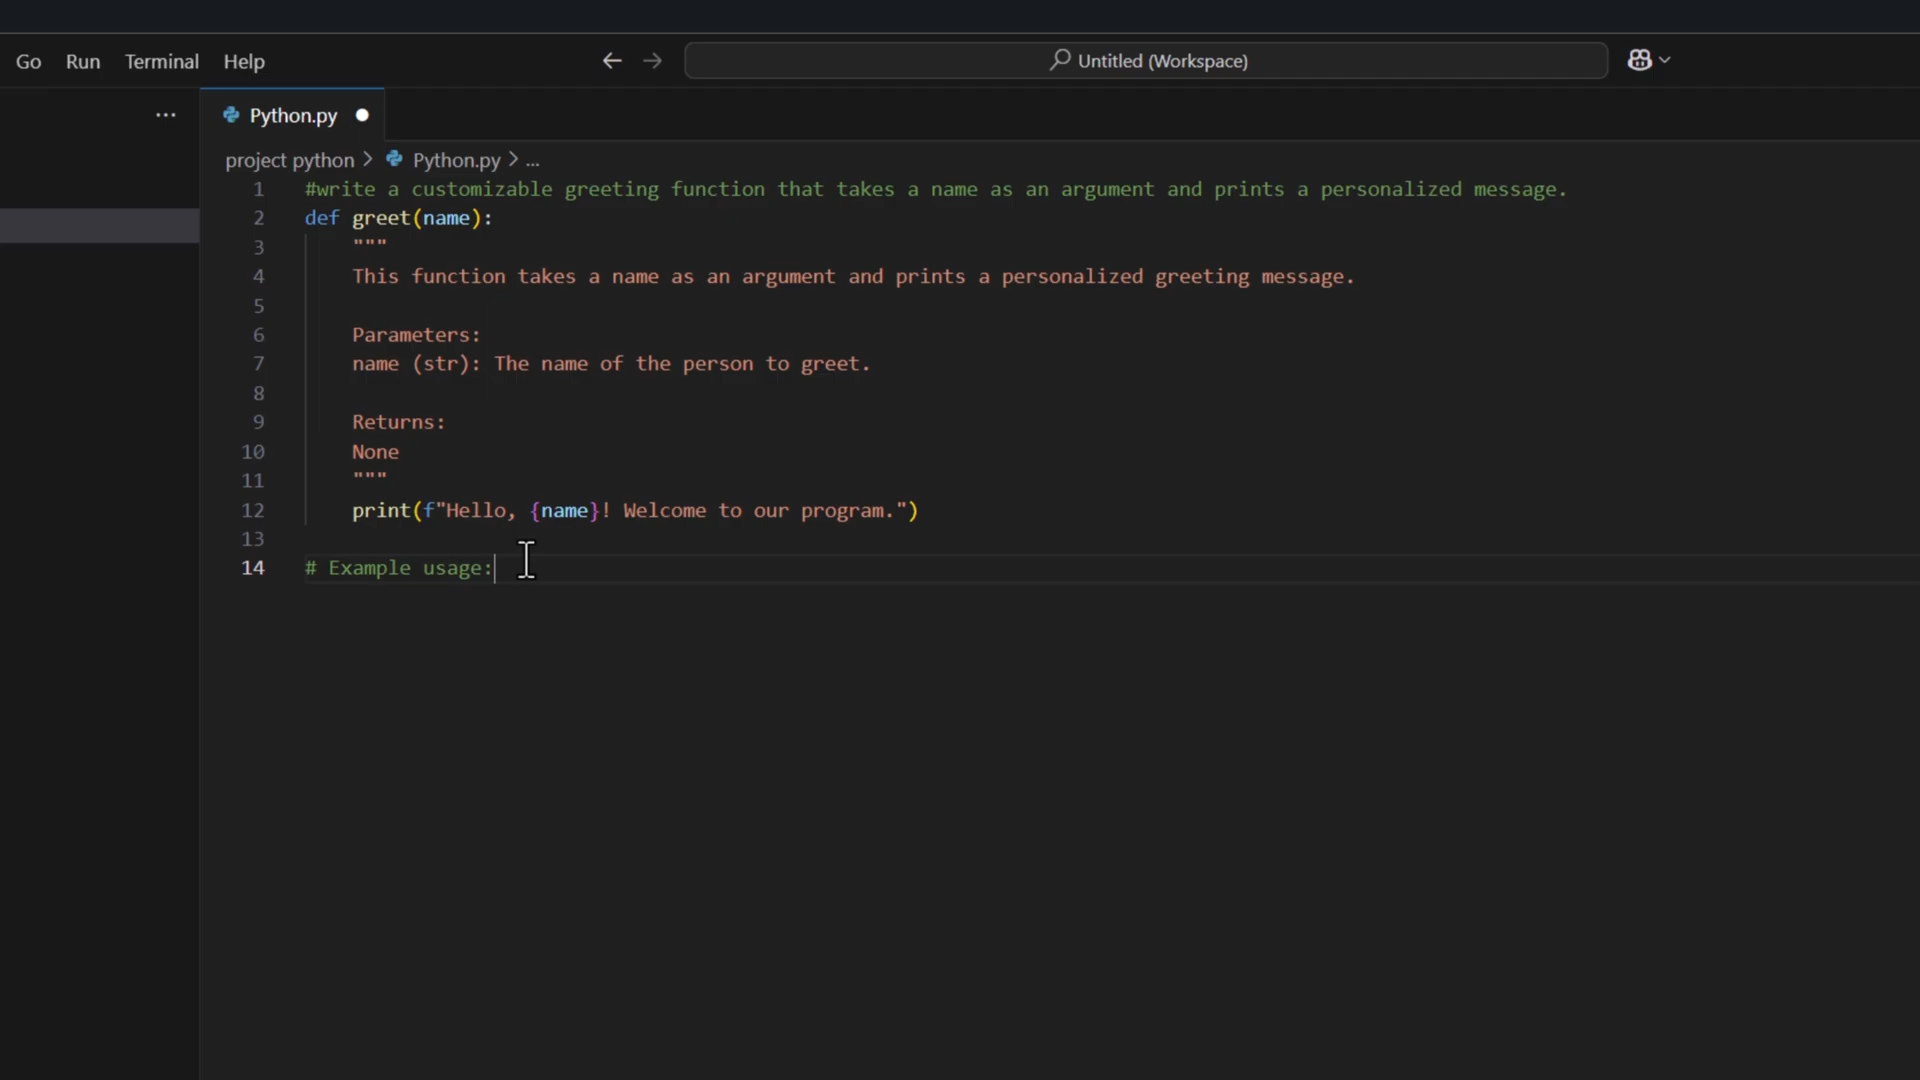 Go Run Terminal Help Untitled (Workspace)
... Python.py
project python > Python.py > ...
1 #write a customizable greeting function that takes a name as an argument and prints a personalized message.
2 def greet(name):
3 """
4 This function takes a name as an argument and prints a personalized greeting message.
5
6 Parameters:
7 name (str): The name of the person to greet.
8
9 Returns:
10 None
11 """
12 print(f"Hello, {name}! Welcome to our program.")
13
14 # Example usage: